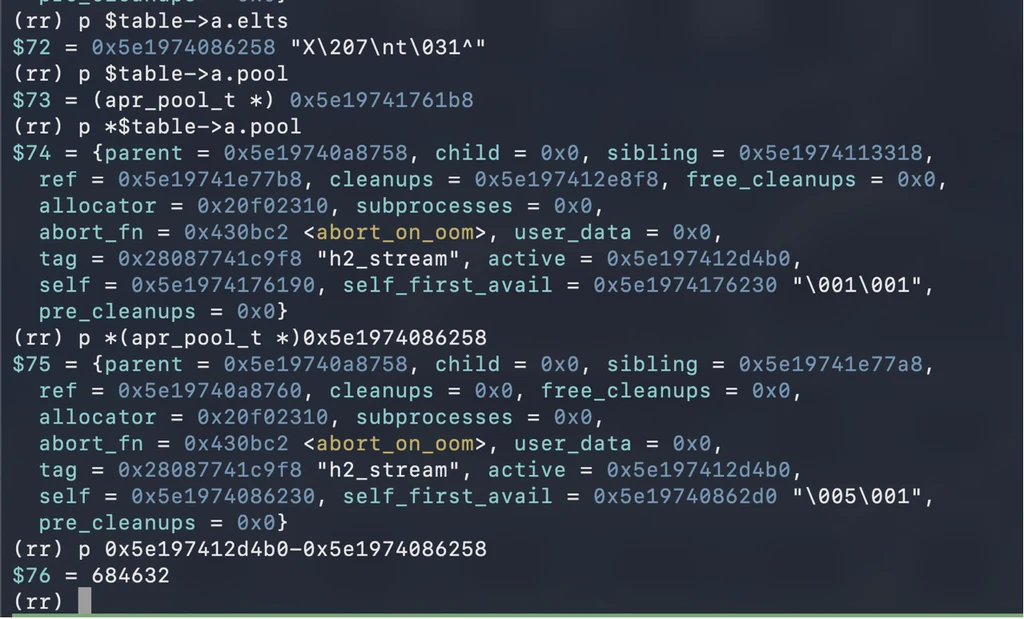 (rr) p $table->a.elts
$72 = 0x5e1974086258 "X\207\nt\031^"
(rr) p $table->a.pool
$73 = (apr_pool_t *) 0x5e19741761b8
(rr) p *$table->a.pool
$74 = {parent = 0x5e19740a8758, child = 0x0, sibling = 0x5e1974113318,
ref = 0x5e19741e77b8, cleanups = 0x5e197412e8f8, free_cleanups = 0x0,
allocator = 0x20f02310, subprocesses = 0x0,
abort_fn = 0x430bc2 <abort_on_oom>, user_data = 0x0,
tag = 0x28087741c9f8 "h2_stream", active = 0x5e197412d4b0,
self = 0x5e1974176190, self_first_avail = 0x5e1974176230 "\001\001",
pre_cleanups = 0x0}
(rr) p *(apr_pool_t *)0x5e1974086258
$75 = {parent = 0x5e19740a8758, child = 0x0, sibling = 0x5e19741e77a8,
ref = 0x5e19740a8760, cleanups = 0x0, free_cleanups = 0x0,
allocator = 0x20f02310, subprocesses = 0x0,
abort_fn = 0x430bc2 <abort_on_oom>, user_data = 0x0,
tag = 0x28087741c9f8 "h2_stream", active = 0x5e197412d4b0,
self = 0x5e1974086230, self_first_avail = 0x5e19740862d0 "\005\001",
pre_cleanups = 0x0}
(rr) p 0x5e197412d4b0-0x5e1974086258
$76 = 684632
(rr)